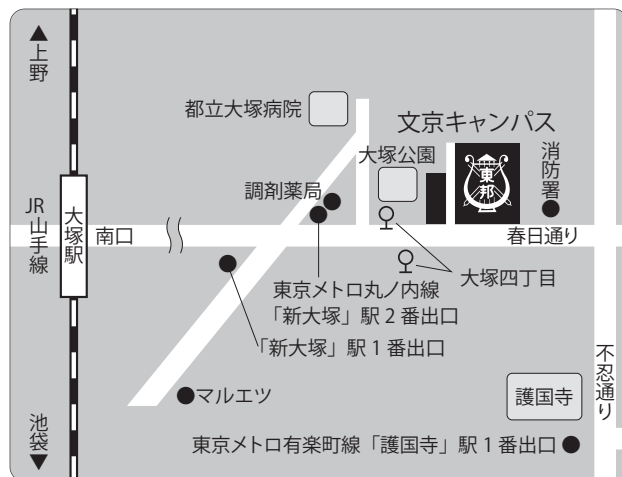 ▲上野
都立大塚病院
文京キャンパス
大塚公園
東邦
消防署
調剤薬局
JR山手線
大塚駅
南口
春日通り
大塚四丁目
東京メトロ丸ノ内線
「新大塚」駅2番出口
「新大塚」駅1番出口
不忍通り
マルエツ
護国寺
池袋▼
東京メトロ有楽町線「護国寺」駅1番出口